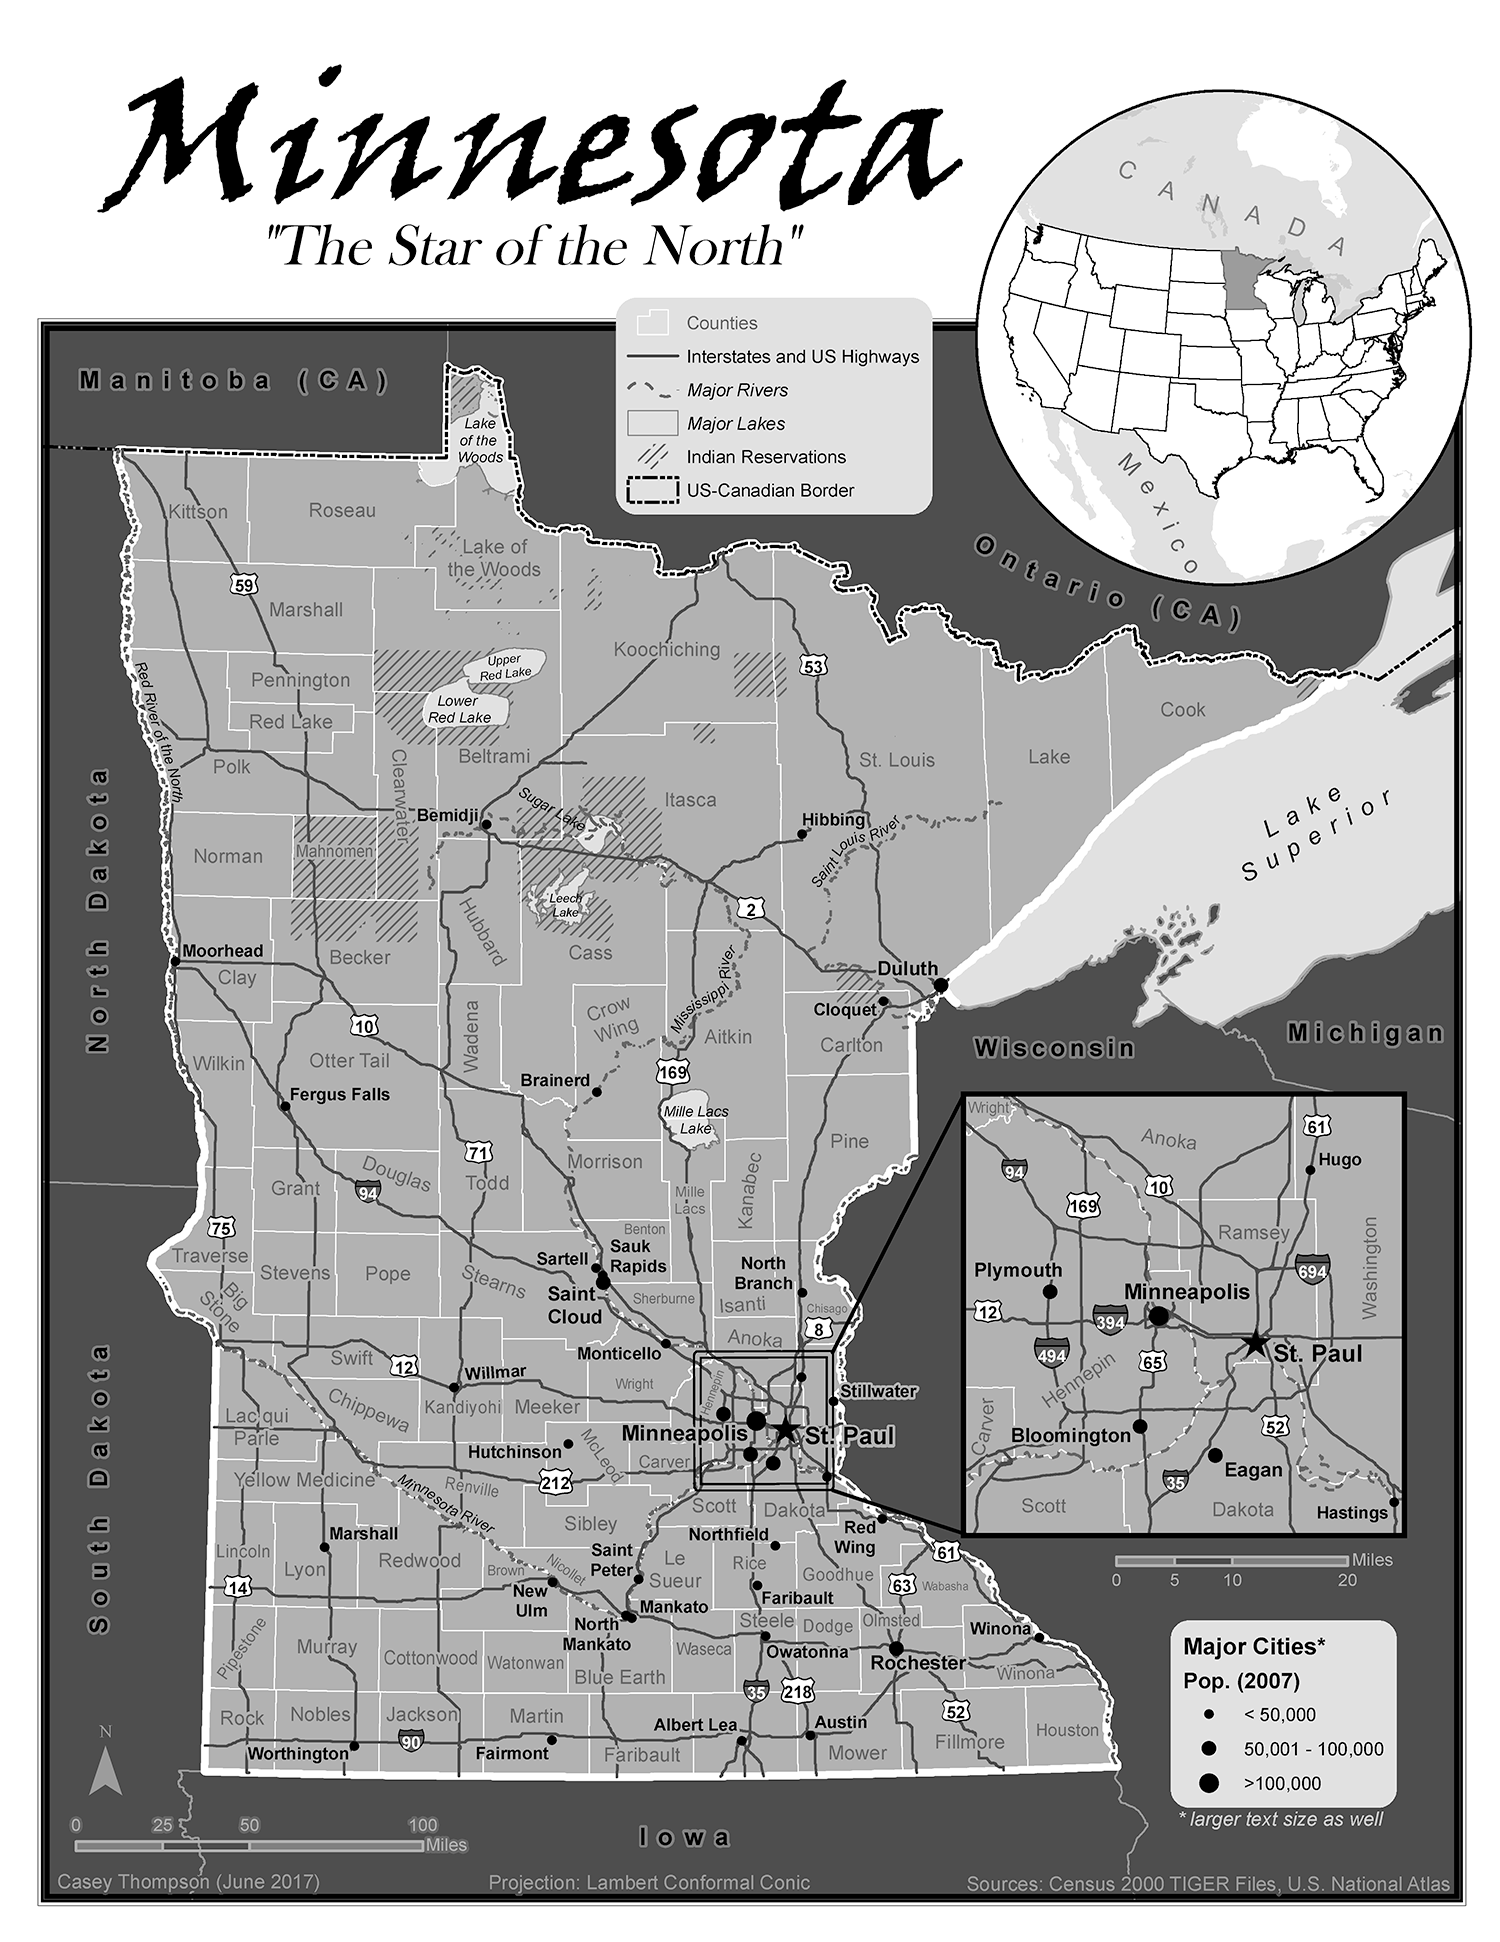 Minnesota
"The Star of the North"
CANADA
Mexico
Counties
Interstates and US Highways
Major Rivers
Major Lakes
Indian Reservations
US-Canadian Border
Manitoba (CA)
Ontario (CA)
Lake
of the
Woods
Kittson
Roseau
Lake of
the Woods
59
Marshall
Koochiching
53
Upper
Red Lake
Lower
Red Lake
Pennington
Red Lake
Red River of the North
Polk
Clearwater
Beltrami
St. Louis
Lake
Cook
Itasca
Lake
Superior
North Dakota
Bemidji
Sugar Lake
Hibbing
Saint Louis River
Norman
Mahnomen
Leech
Lake
2
Hubbard
Cass
Moorhead
Clay
Becker
Mississippi River
Duluth
Cloquet
10
Wadena
Crow
Wing
Aitkin
Carlton
Wisconsin
Michigan
Wilkin
Otter Tail
169
Fergus Falls
Brainerd
Mille Lacs
Lake
Pine
71
Todd
Morrison
Douglas
94
Grant
Mille
Lacs
Kanabec
75
Traverse
Benton
Sartell
Sauk
Rapids
North
Branch
Stevens
Pope
Stearns
Big
Stone
Saint
Cloud
Sherburne
Isanti
Chisago
8
Anoka
Monticello
Swift
12
Willmar
Wright
Hennepin
Stillwater
Chippewa
Kandiyohi
Meeker
Lac qui
Parle
Minneapolis
St. Paul
Hutchinson
McLeod
Carver
Yellow Medicine
Renville
212
Minnesota River
Scott
Dakota
South Dakota
Sibley
Northfield
Red
Wing
Marshall
Lincoln
Lyon
Redwood
Saint
Peter
Le
Sueur
Rice
Goodhue
61
Brown
Nicollet
14
New
Ulm
63
Wabasha
Faribault
Mankato
North
Mankato
Steele
Dodge
Olmsted
Winona
Pipestone
Murray
Cottonwood
Watonwan
Blue Earth
Waseca
Owatonna
Rochester
Winona
35
218
52
Rock
Nobles
Jackson
Martin
Albert Lea
Austin
Houston
90
Worthington
Fairmont
Faribault
Mower
Fillmore
Wright
Anoka
61
Hugo
94
10
169
Ramsey
Washington
Plymouth
694
Minneapolis
12
394
494
65
St. Paul
Hennepin
Carver
Bloomington
52
Eagan
35
Scott
Dakota
Hastings
Miles
0 5 10 20
Major Cities*
Pop. (2007)
< 50,000
50,001 - 100,000
>100,000
* larger text size as well
N
0 25 50 100
Miles
Iowa
Casey Thompson (June 2017)
Projection: Lambert Conformal Conic
Sources: Census 2000 TIGER Files, U.S. National Atlas